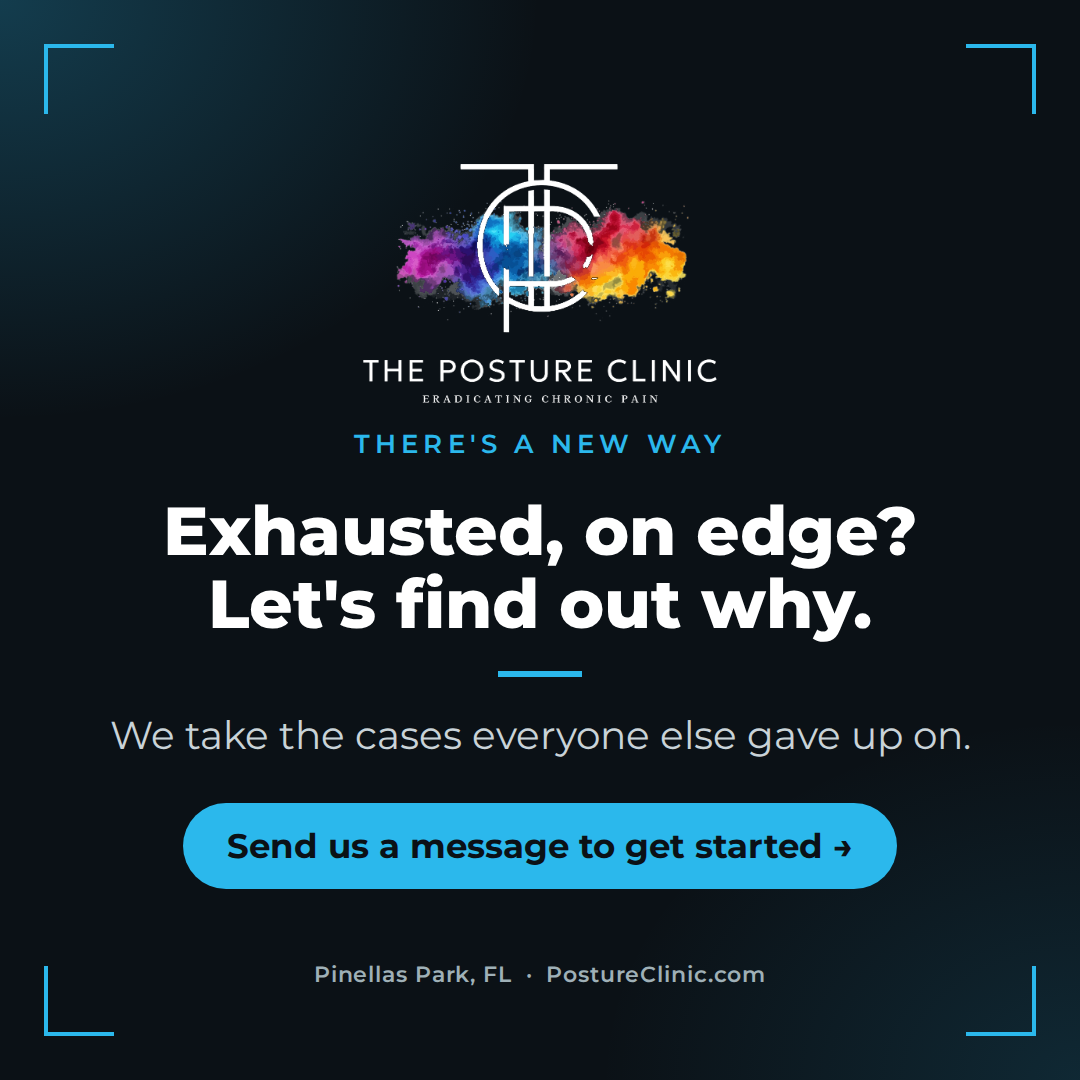 THE POSTURE CLINIC
ERADICATING CHRONIC PAIN
THERE'S A NEW WAY
Exhausted, on edge?
Let's find out why.
We take the cases everyone else gave up on.
Send us a message to get started →
Pinellas Park, FL · PostureClinic.com